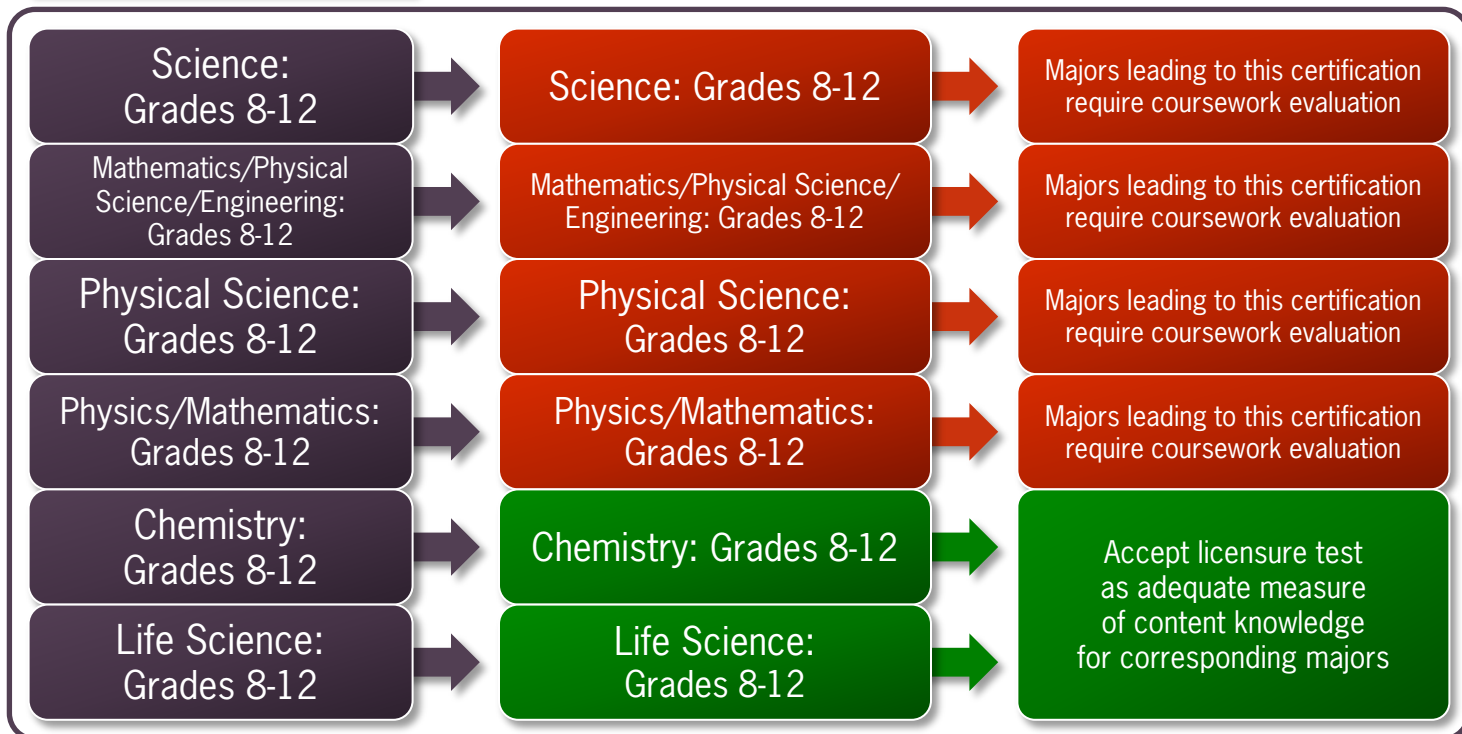 Science:
Grades 8-12
Science: Grades 8-12
Majors leading to this certification
require coursework evaluation
Mathematics/Physical
Science/Engineering:
Grades 8-12
Mathematics/Physical Science/
Engineering: Grades 8-12
Majors leading to this certification
require coursework evaluation
Physical Science:
Grades 8-12
Physical Science:
Grades 8-12
Majors leading to this certification
require coursework evaluation
Physics/Mathematics:
Grades 8-12
Physics/Mathematics:
Grades 8-12
Majors leading to this certification
require coursework evaluation
Chemistry:
Grades 8-12
Chemistry: Grades 8-12
Accept licensure test
as adequate measure
of content knowledge
for corresponding majors
Life Science:
Grades 8-12
Life Science:
Grades 8-12